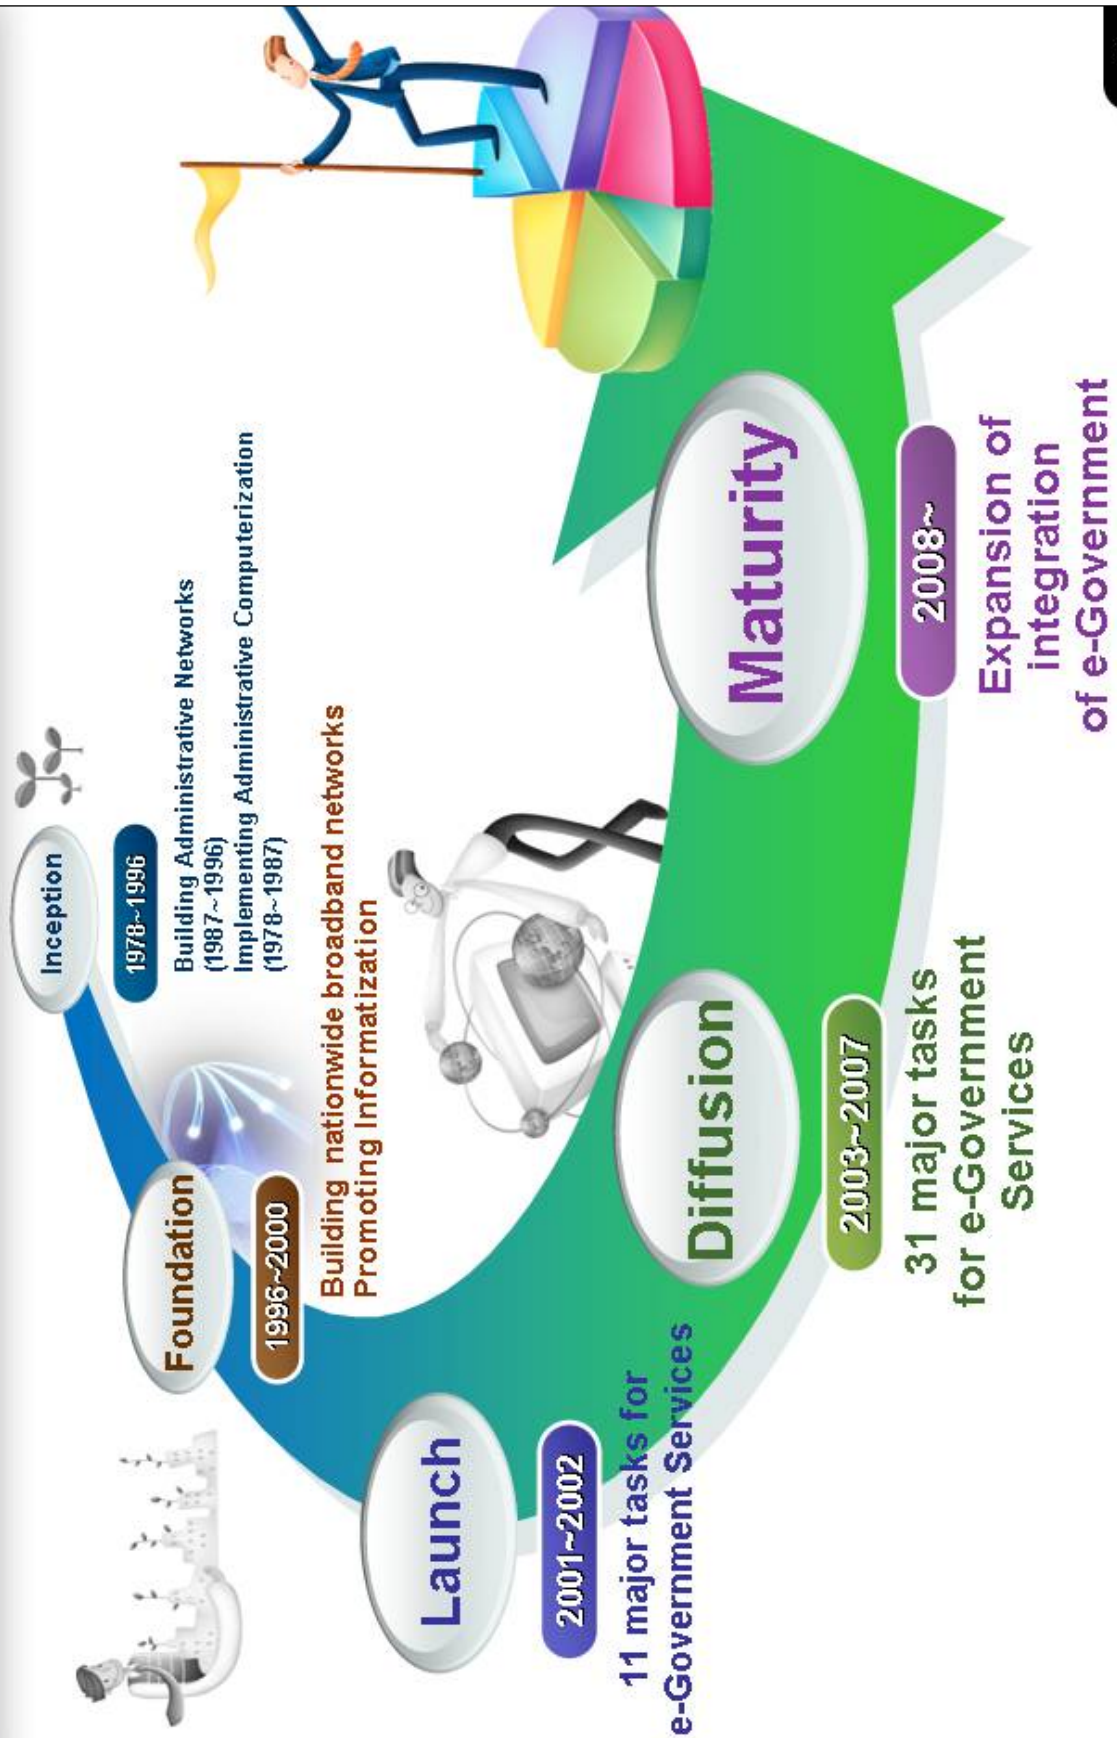 Inception
1978~1996
Building Administrative Networks
(1987~1996)
Implementing Administrative Computerization
(1978~1987)
Foundation
1996~2000
Building nationwide broadband networks
Promoting Informatization
Launch
2001~2002
11 major tasks for
e-Government Services
Diffusion
2003~2007
31 major tasks
for e-Government
Services
Maturity
2008~
Expansion of
integration
of e-Government